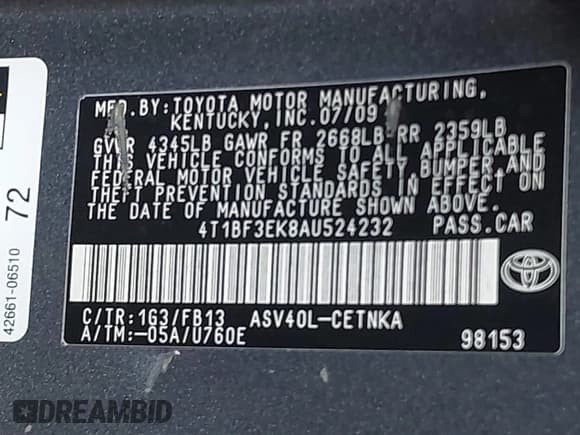 MFD.BY:TOYOTA MOTOR MANUFACTURING,
KENTUCKY, INC. 07/09
GVWR 4345LB GAWR FR 2668LB RR 2359LB
THIS VEHICLE CONFORMS TO ALL APPLICABLE
FEDERAL MOTOR VEHICLE SAFETY, BUMPER, AND
THEFT PREVENTION STANDARDS IN EFFECT ON
THE DATE OF MANUFACTURE SHOWN ABOVE.
4T1BF3EK8AU524232 PASS.CAR
C/TR:1G3/FB13 ASV40L-CETNKA
A/TM:-05A/U760E 98153
42661-06510
72
DREAMBID